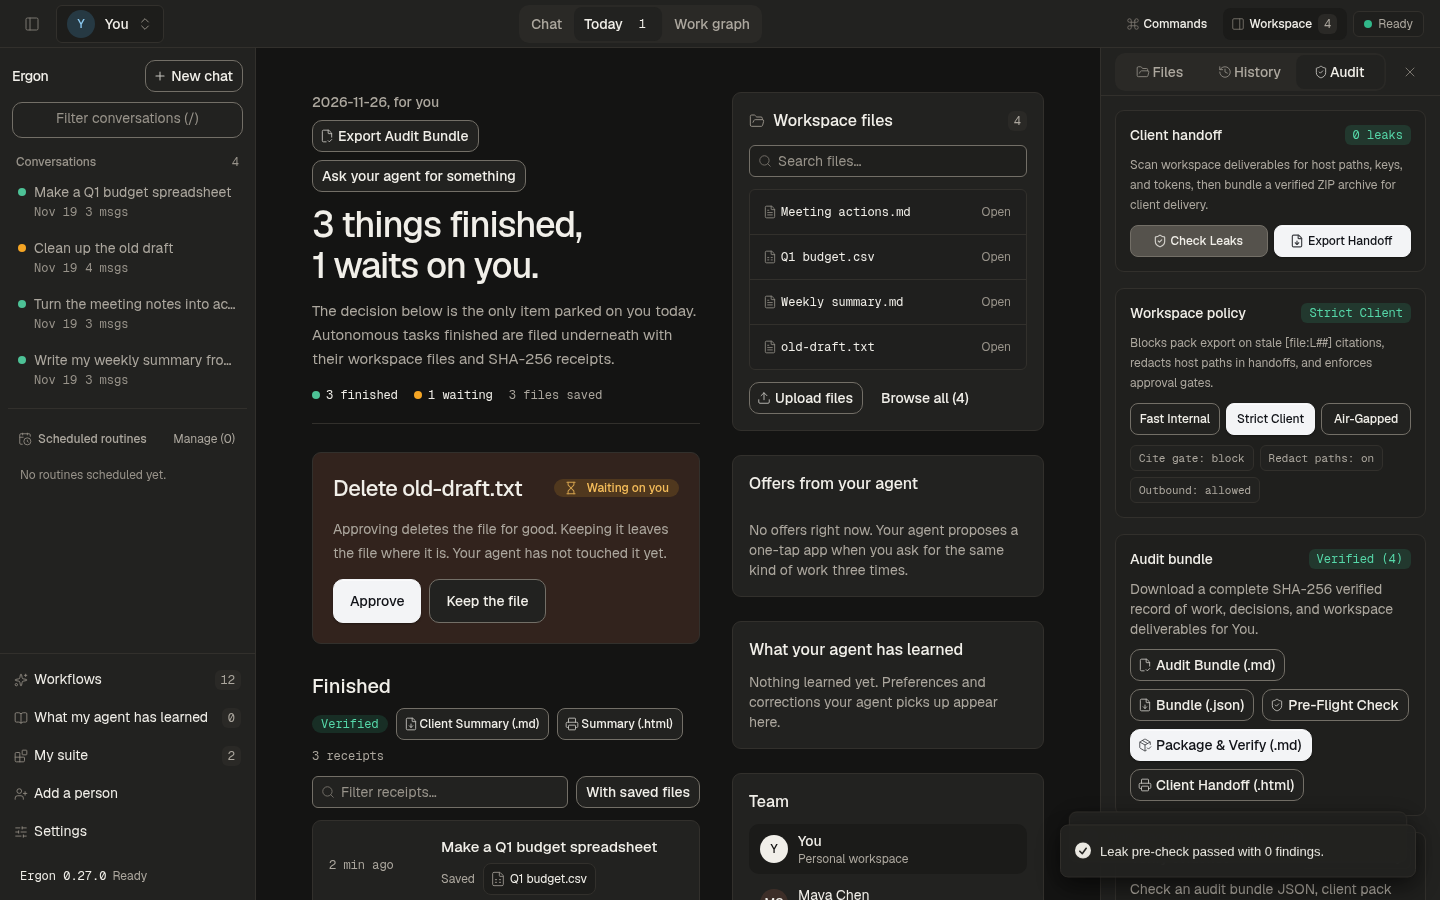 Y You
Chat Today 1 Work graph
Commands Workspace 4 Ready
Ergon New chat
Filter conversations (/)
Conversations 4
Make a Q1 budget spreadsheet
Nov 19 3 msgs
Clean up the old draft
Nov 19 4 msgs
Turn the meeting notes into ac…
Nov 19 3 msgs
Write my weekly summary fro…
Nov 19 3 msgs
Scheduled routines Manage (0)
No routines scheduled yet.
Workflows 12
What my agent has learned 0
My suite 2
Add a person
Settings
Ergon 0.27.0 Ready
2026-11-26, for you
Export Audit Bundle
Ask your agent for something
3 things finished,
1 waits on you.
The decision below is the only item parked on you today.
Autonomous tasks finished are filed underneath with
their workspace files and SHA-256 receipts.
3 finished 1 waiting 3 files saved
Delete old-draft.txt Waiting on you
Approving deletes the file for good. Keeping it leaves
the file where it is. Your agent has not touched it yet.
Approve Keep the file
Finished
Verified Client Summary (.md) Summary (.html)
3 receipts
Filter receipts… With saved files
Make a Q1 budget spreadsheet
2 min ago
Saved Q1 budget.csv
Workspace files 4
Search files…
Meeting actions.md Open
Q1 budget.csv Open
Weekly summary.md Open
old-draft.txt Open
Upload files Browse all (4)
Offers from your agent
No offers right now. Your agent proposes a
one-tap app when you ask for the same
kind of work three times.
What your agent has learned
Nothing learned yet. Preferences and
corrections your agent picks up appear
here.
Team
Y You
Personal workspace
Maya Chen
Files History Audit
Client handoff 0 leaks
Scan workspace deliverables for host paths, keys,
and tokens, then bundle a verified ZIP archive for
client delivery.
Check Leaks Export Handoff
Workspace policy Strict Client
Blocks pack export on stale [file:L##] citations,
redacts host paths in handoffs, and enforces
approval gates.
Fast Internal Strict Client Air-Gapped
Cite gate: block Redact paths: on
Outbound: allowed
Audit bundle Verified (4)
Download a complete SHA-256 verified
record of work, decisions, and workspace
deliverables for You.
Audit Bundle (.md)
Bundle (.json) Pre-Flight Check
Package & Verify (.md)
Client Handoff (.html)
Leak pre-check passed with 0 findings.
Check an audit bundle JSON, client pack